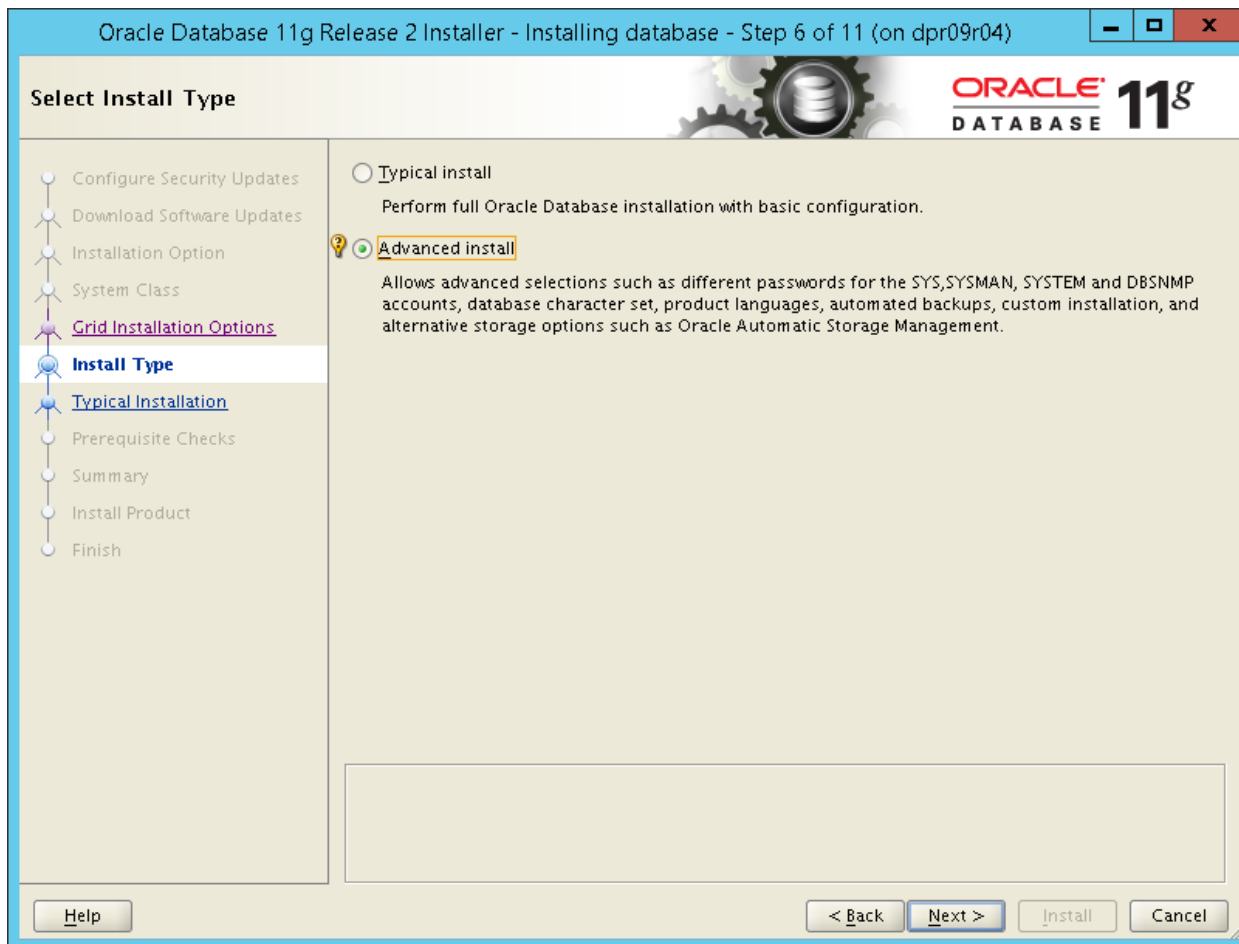 Oracle Database 11g Release 2 Installer - Installing database - Step 6 of 11 (on dpr09r04)
Select Install Type
ORACLE DATABASE 11g
Configure Security Updates
Download Software Updates
Installation Option
System Class
Grid Installation Options
Install Type
Typical Installation
Prerequisite Checks
Summary
Install Product
Finish
Typical install
Perform full Oracle Database installation with basic configuration.
Advanced install
Allows advanced selections such as different passwords for the SYS,SYSMAN, SYSTEM and DBSNMP
accounts, database character set, product languages, automated backups, custom installation, and
alternative storage options such as Oracle Automatic Storage Management.
Help
< Back
Next >
Install
Cancel